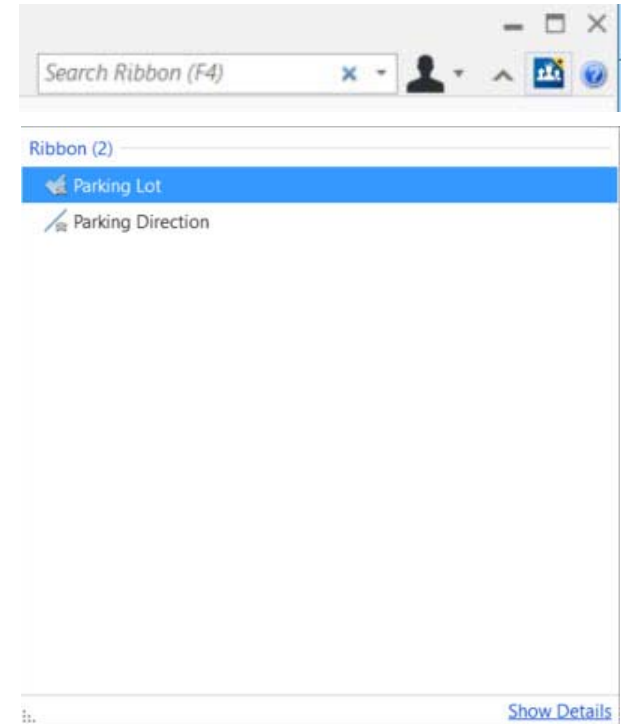 Search Ribbon (F4)
Ribbon (2)
Parking Lot
Parking Direction
Show Details